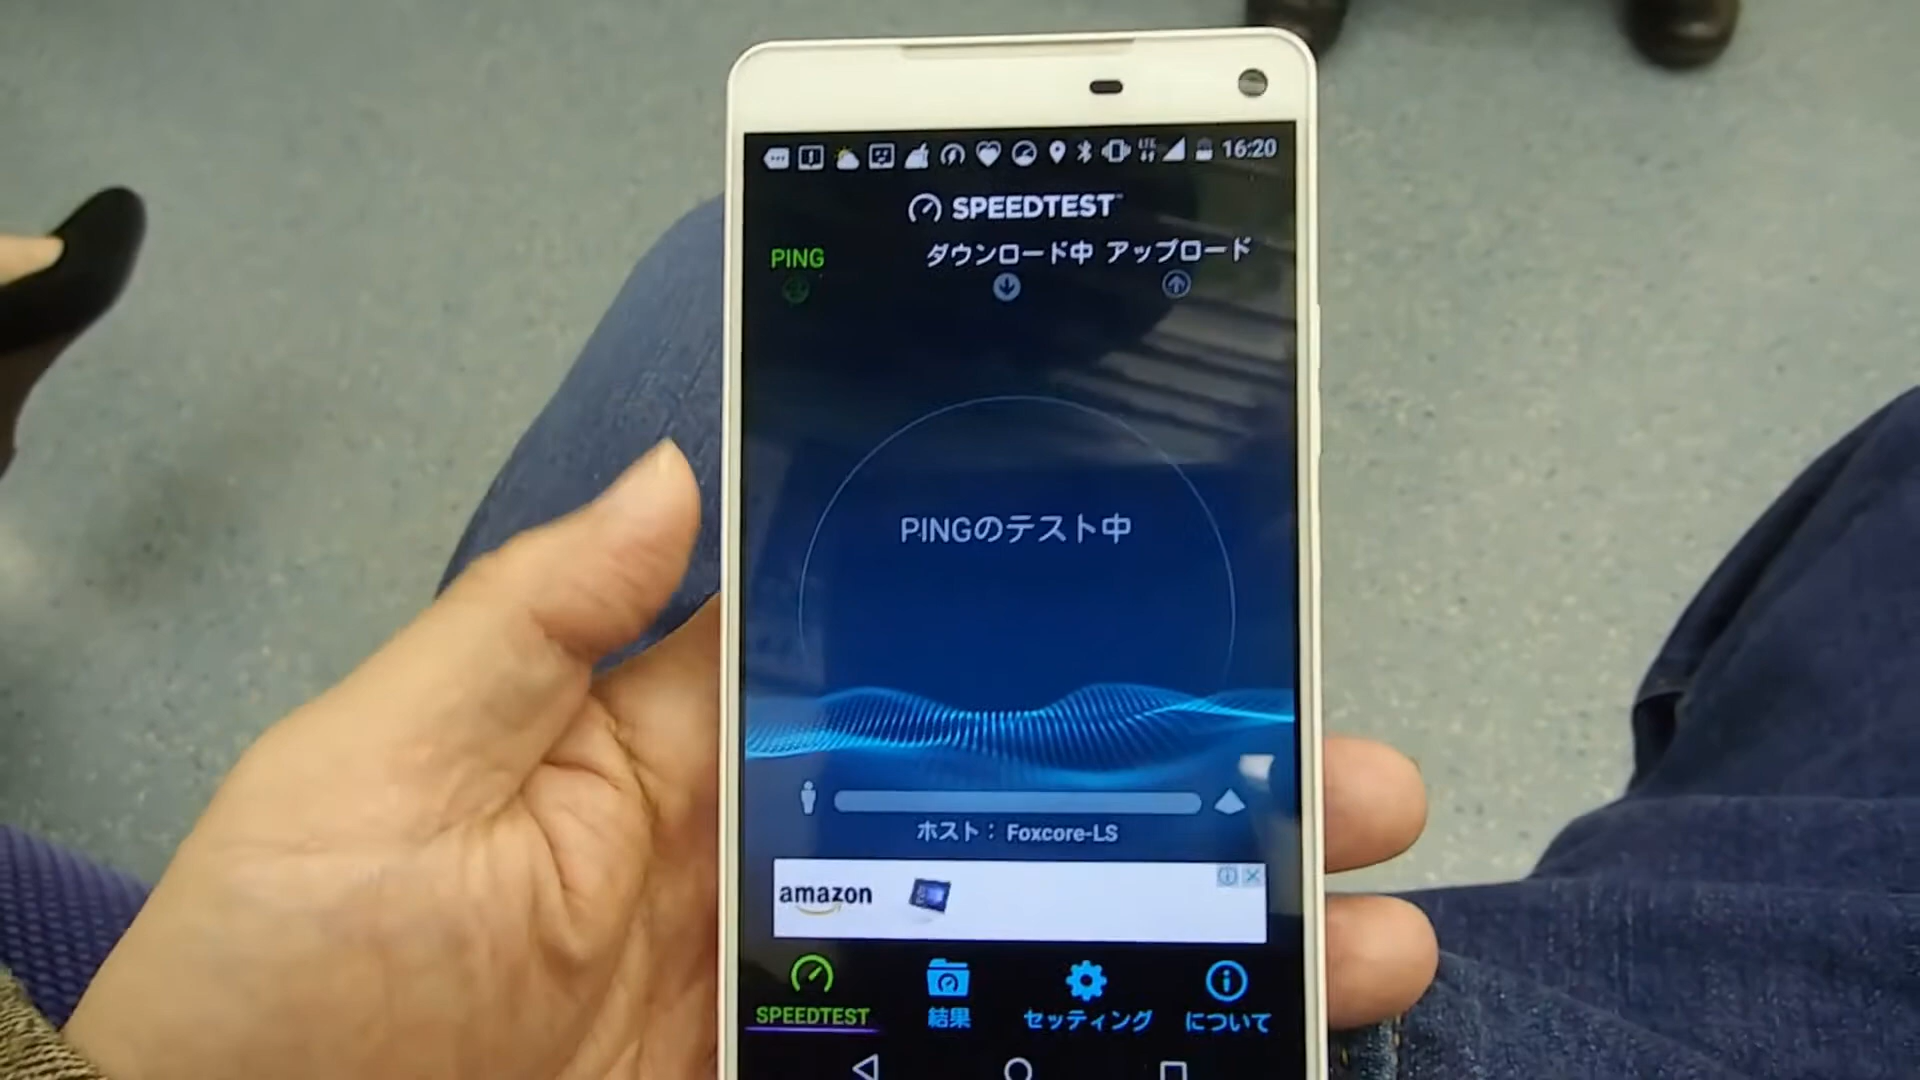 LTE 16:20
SPEEDTEST™
PING ダウンロード中 アップロード
PINGのテスト中
ホスト： Foxcore-LS
amazon
SPEEDTEST 結果 セッティング について